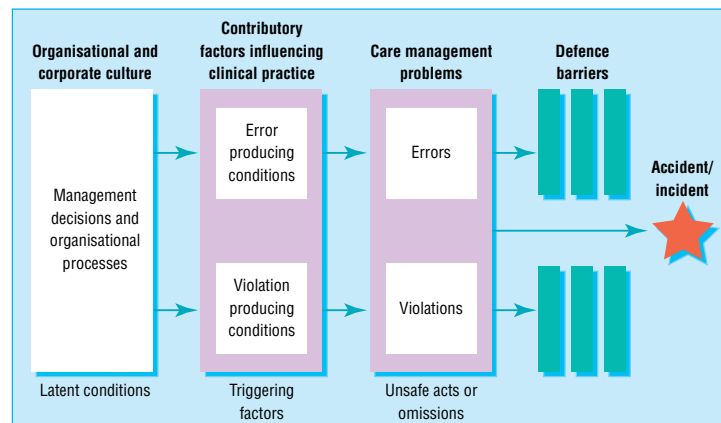 Organisational and
corporate culture
Contributory
factors influencing
clinical practice
Care management
problems
Defence
barriers
Management
decisions and
organisational
processes
Error
producing
conditions
Errors
Accident/
incident
Violation
producing
conditions
Violations
Latent conditions
Triggering
factors
Unsafe acts or
omissions